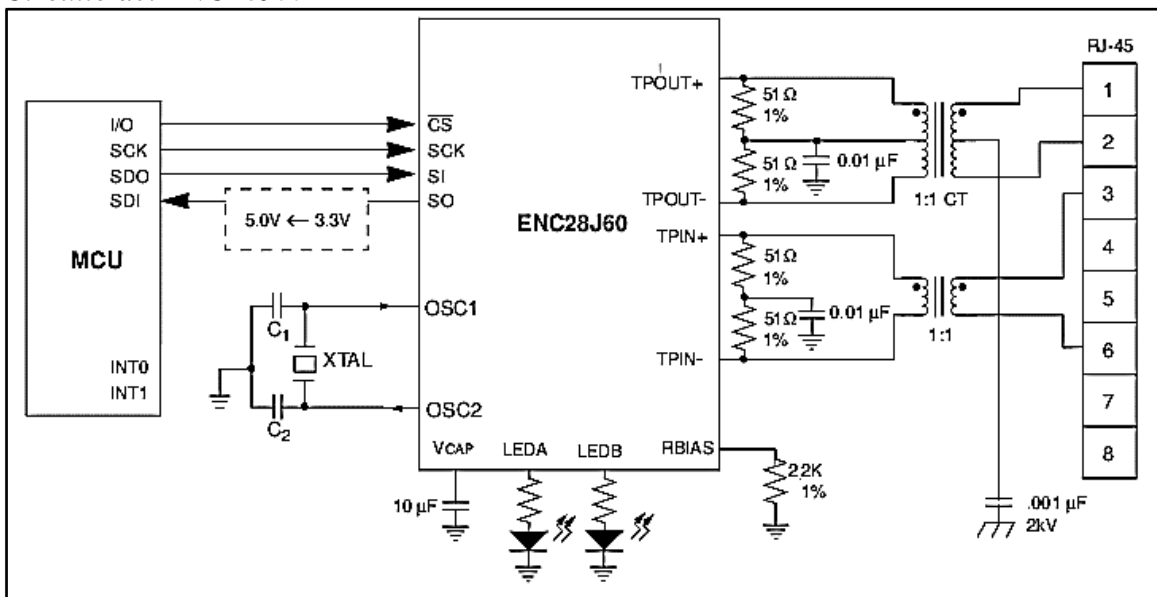 MCU
I/O
SCK
SDO
SDI
INT0
INT1
5.0V ← 3.3V
C1
XTAL
C2
ENC28J60
CS
SCK
SI
SO
OSC1
OSC2
VCAP
LEDA
LEDB
RBIAS
TPOUT+
TPOUT-
TPIN+
TPIN-
10 µF
51 Ω
1%
51 Ω
1%
0.01 µF
1:1 CT
51 Ω
1%
51 Ω
1%
0.01 µF
1:1
2.2K
1%
.001 µF
2kV
RJ-45
1
2
3
4
5
6
7
8